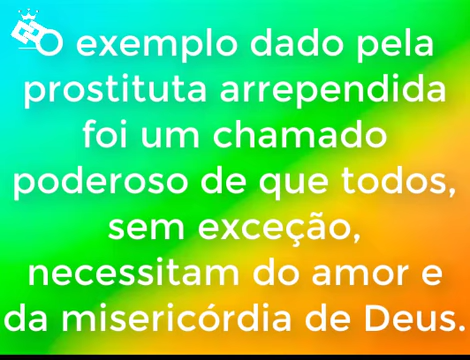 O exemplo dado pela
prostituta arrependida
foi um chamado
poderoso de que todos,
sem exceção,
necessitam do amor e
da misericórdia de Deus.